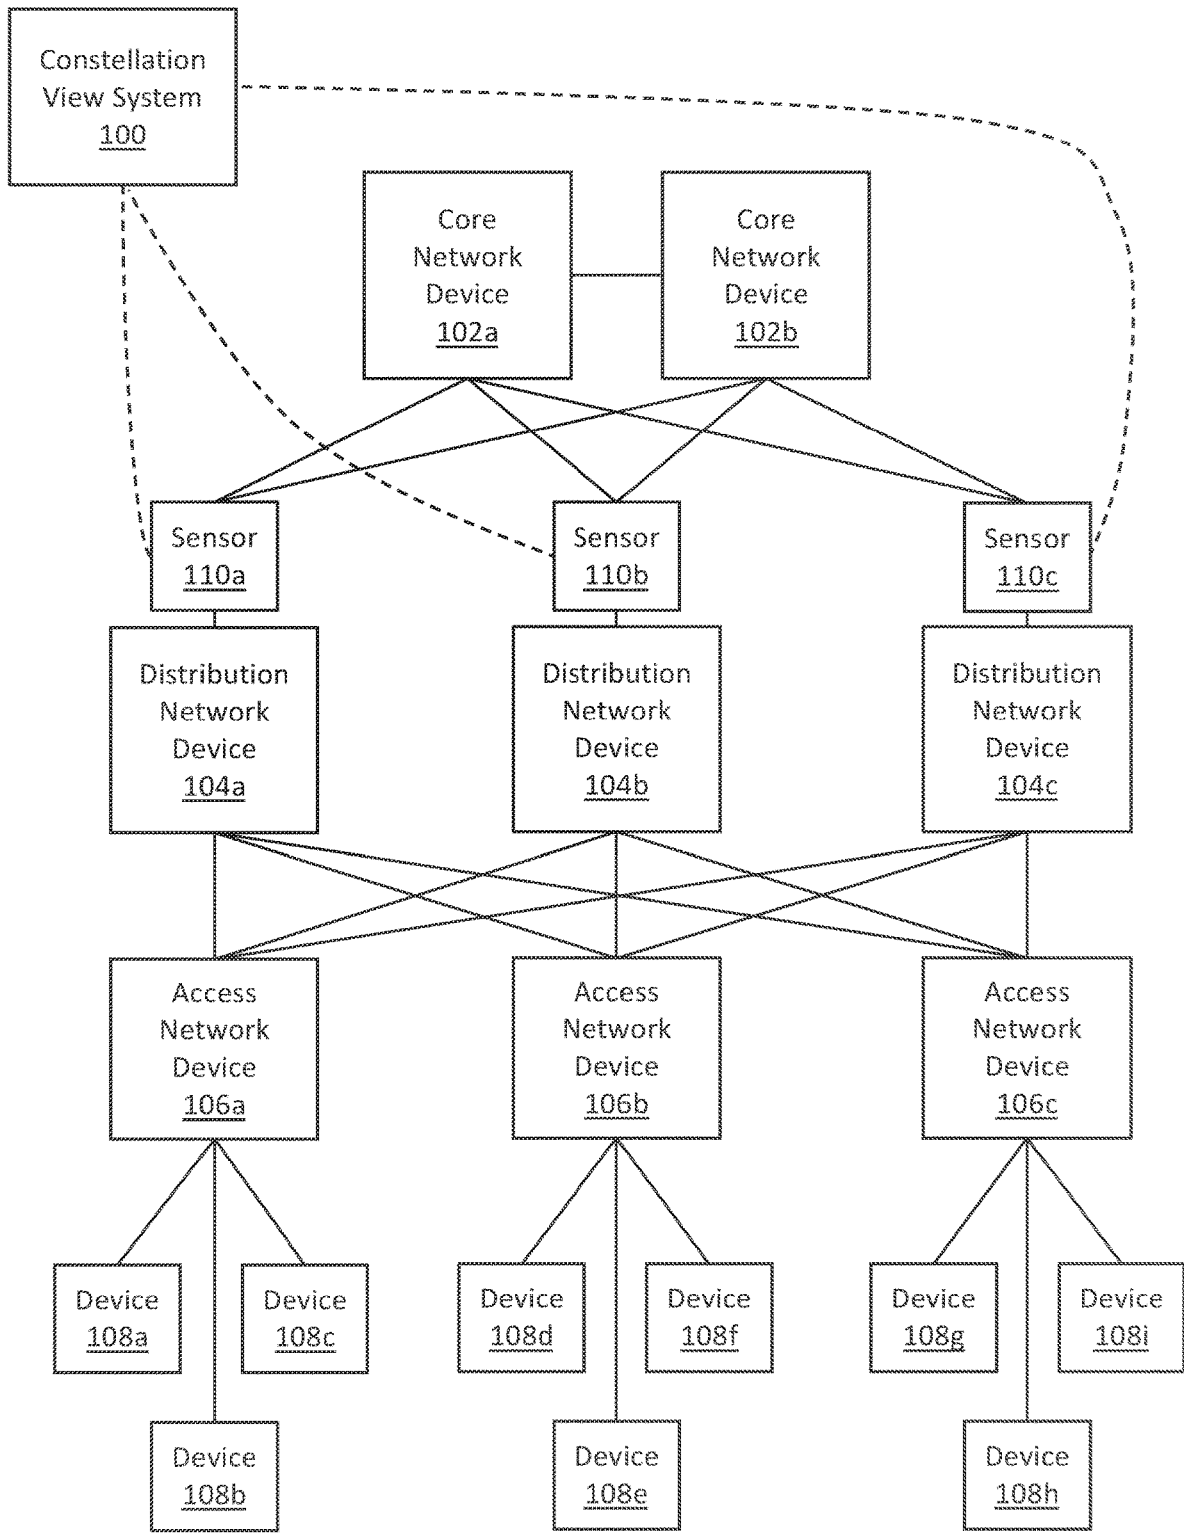 Constellation
View System
100
Core
Network
Device
102a
Core
Network
Device
102b
Sensor
110a
Sensor
110b
Sensor
110c
Distribution
Network
Device
104a
Distribution
Network
Device
104b
Distribution
Network
Device
104c
Access
Network
Device
106a
Access
Network
Device
106b
Access
Network
Device
106c
Device
108a
Device
108c
Device
108d
Device
108f
Device
108g
Device
108i
Device
108b
Device
108e
Device
108h